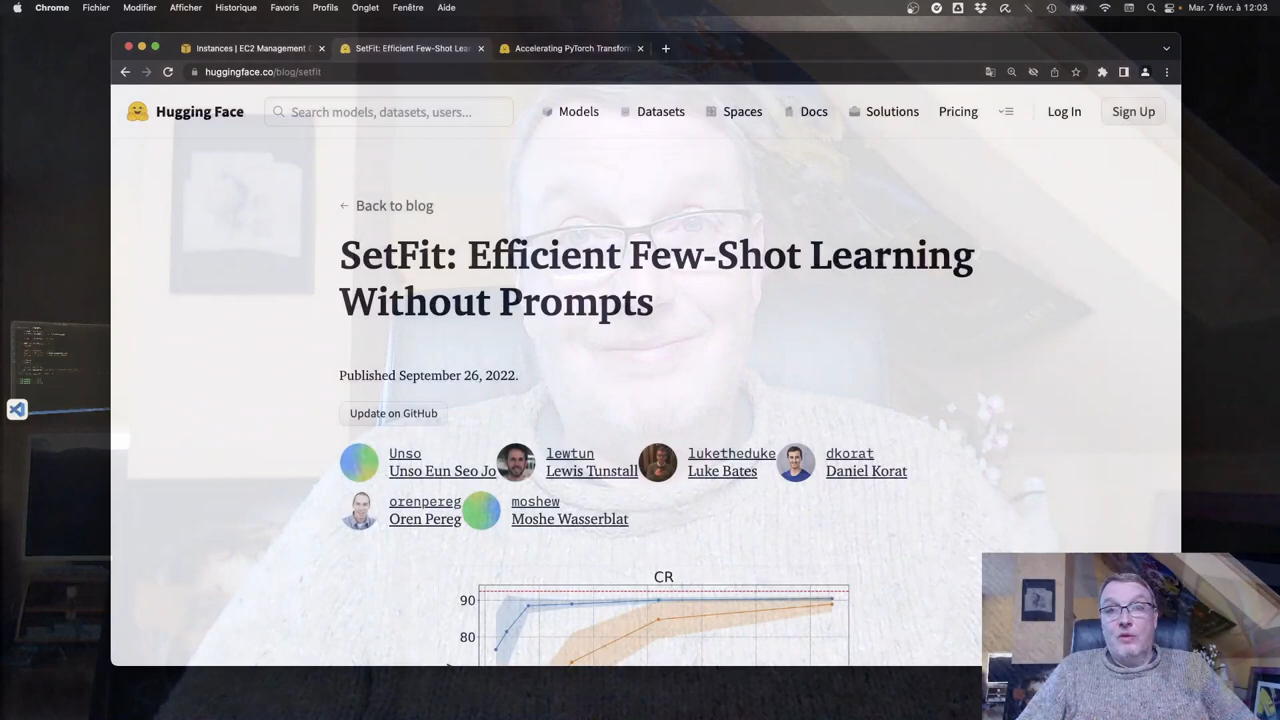 Chrome Fichier Modifier Afficher Historique Favoris Profils Onglet Fenêtre Aide Mar. 7 févr. à 12:03
Instances | EC2 Management C
SetFit: Efficient Few-Shot Lear
Accelerating PyTorch Transform
huggingface.co/blog/setfit
Hugging Face
Search models, datasets, users...
Models Datasets Spaces Docs Solutions Pricing Log In Sign Up
← Back to blog
SetFit: Efficient Few-Shot Learning
Without Prompts
Published September 26, 2022.
Update on GitHub
Unso lewtun luketheduke dkorat
Unso Eun Seo Jo Lewis Tunstall Luke Bates Daniel Korat
orenpereg moshew
Oren Pereg Moshe Wasserblat
CR
90
80